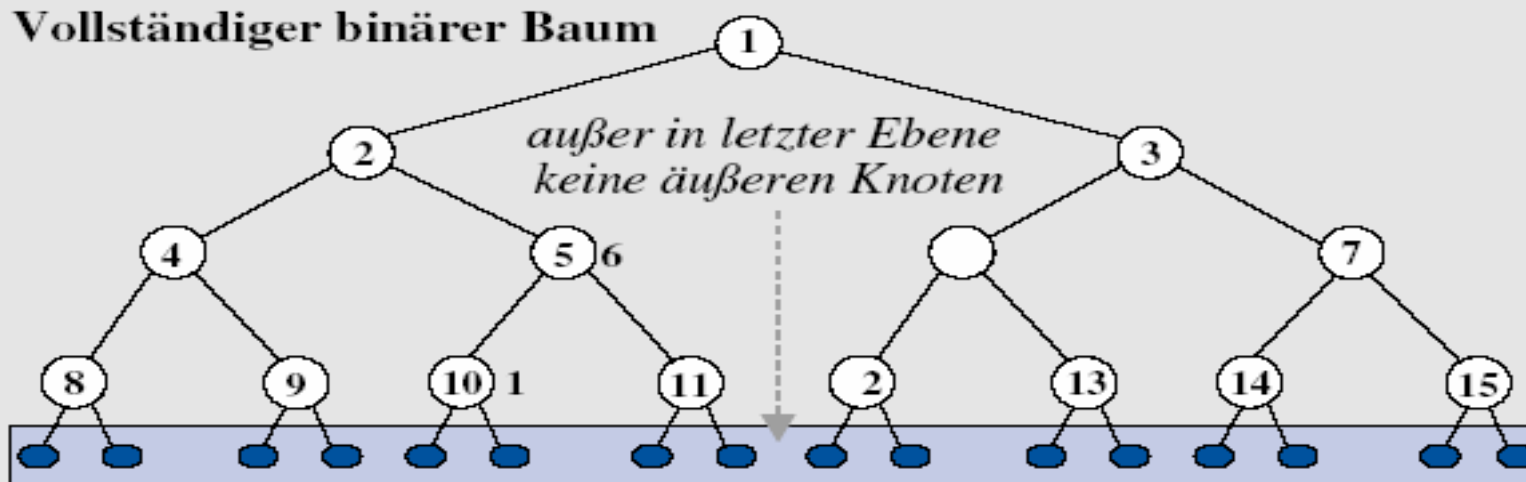 Vollständiger binärer Baum
1
außer in letzter Ebene
keine äußeren Knoten
2 3
4 5 6 7
8 9 10 1 11 2 13 14 15